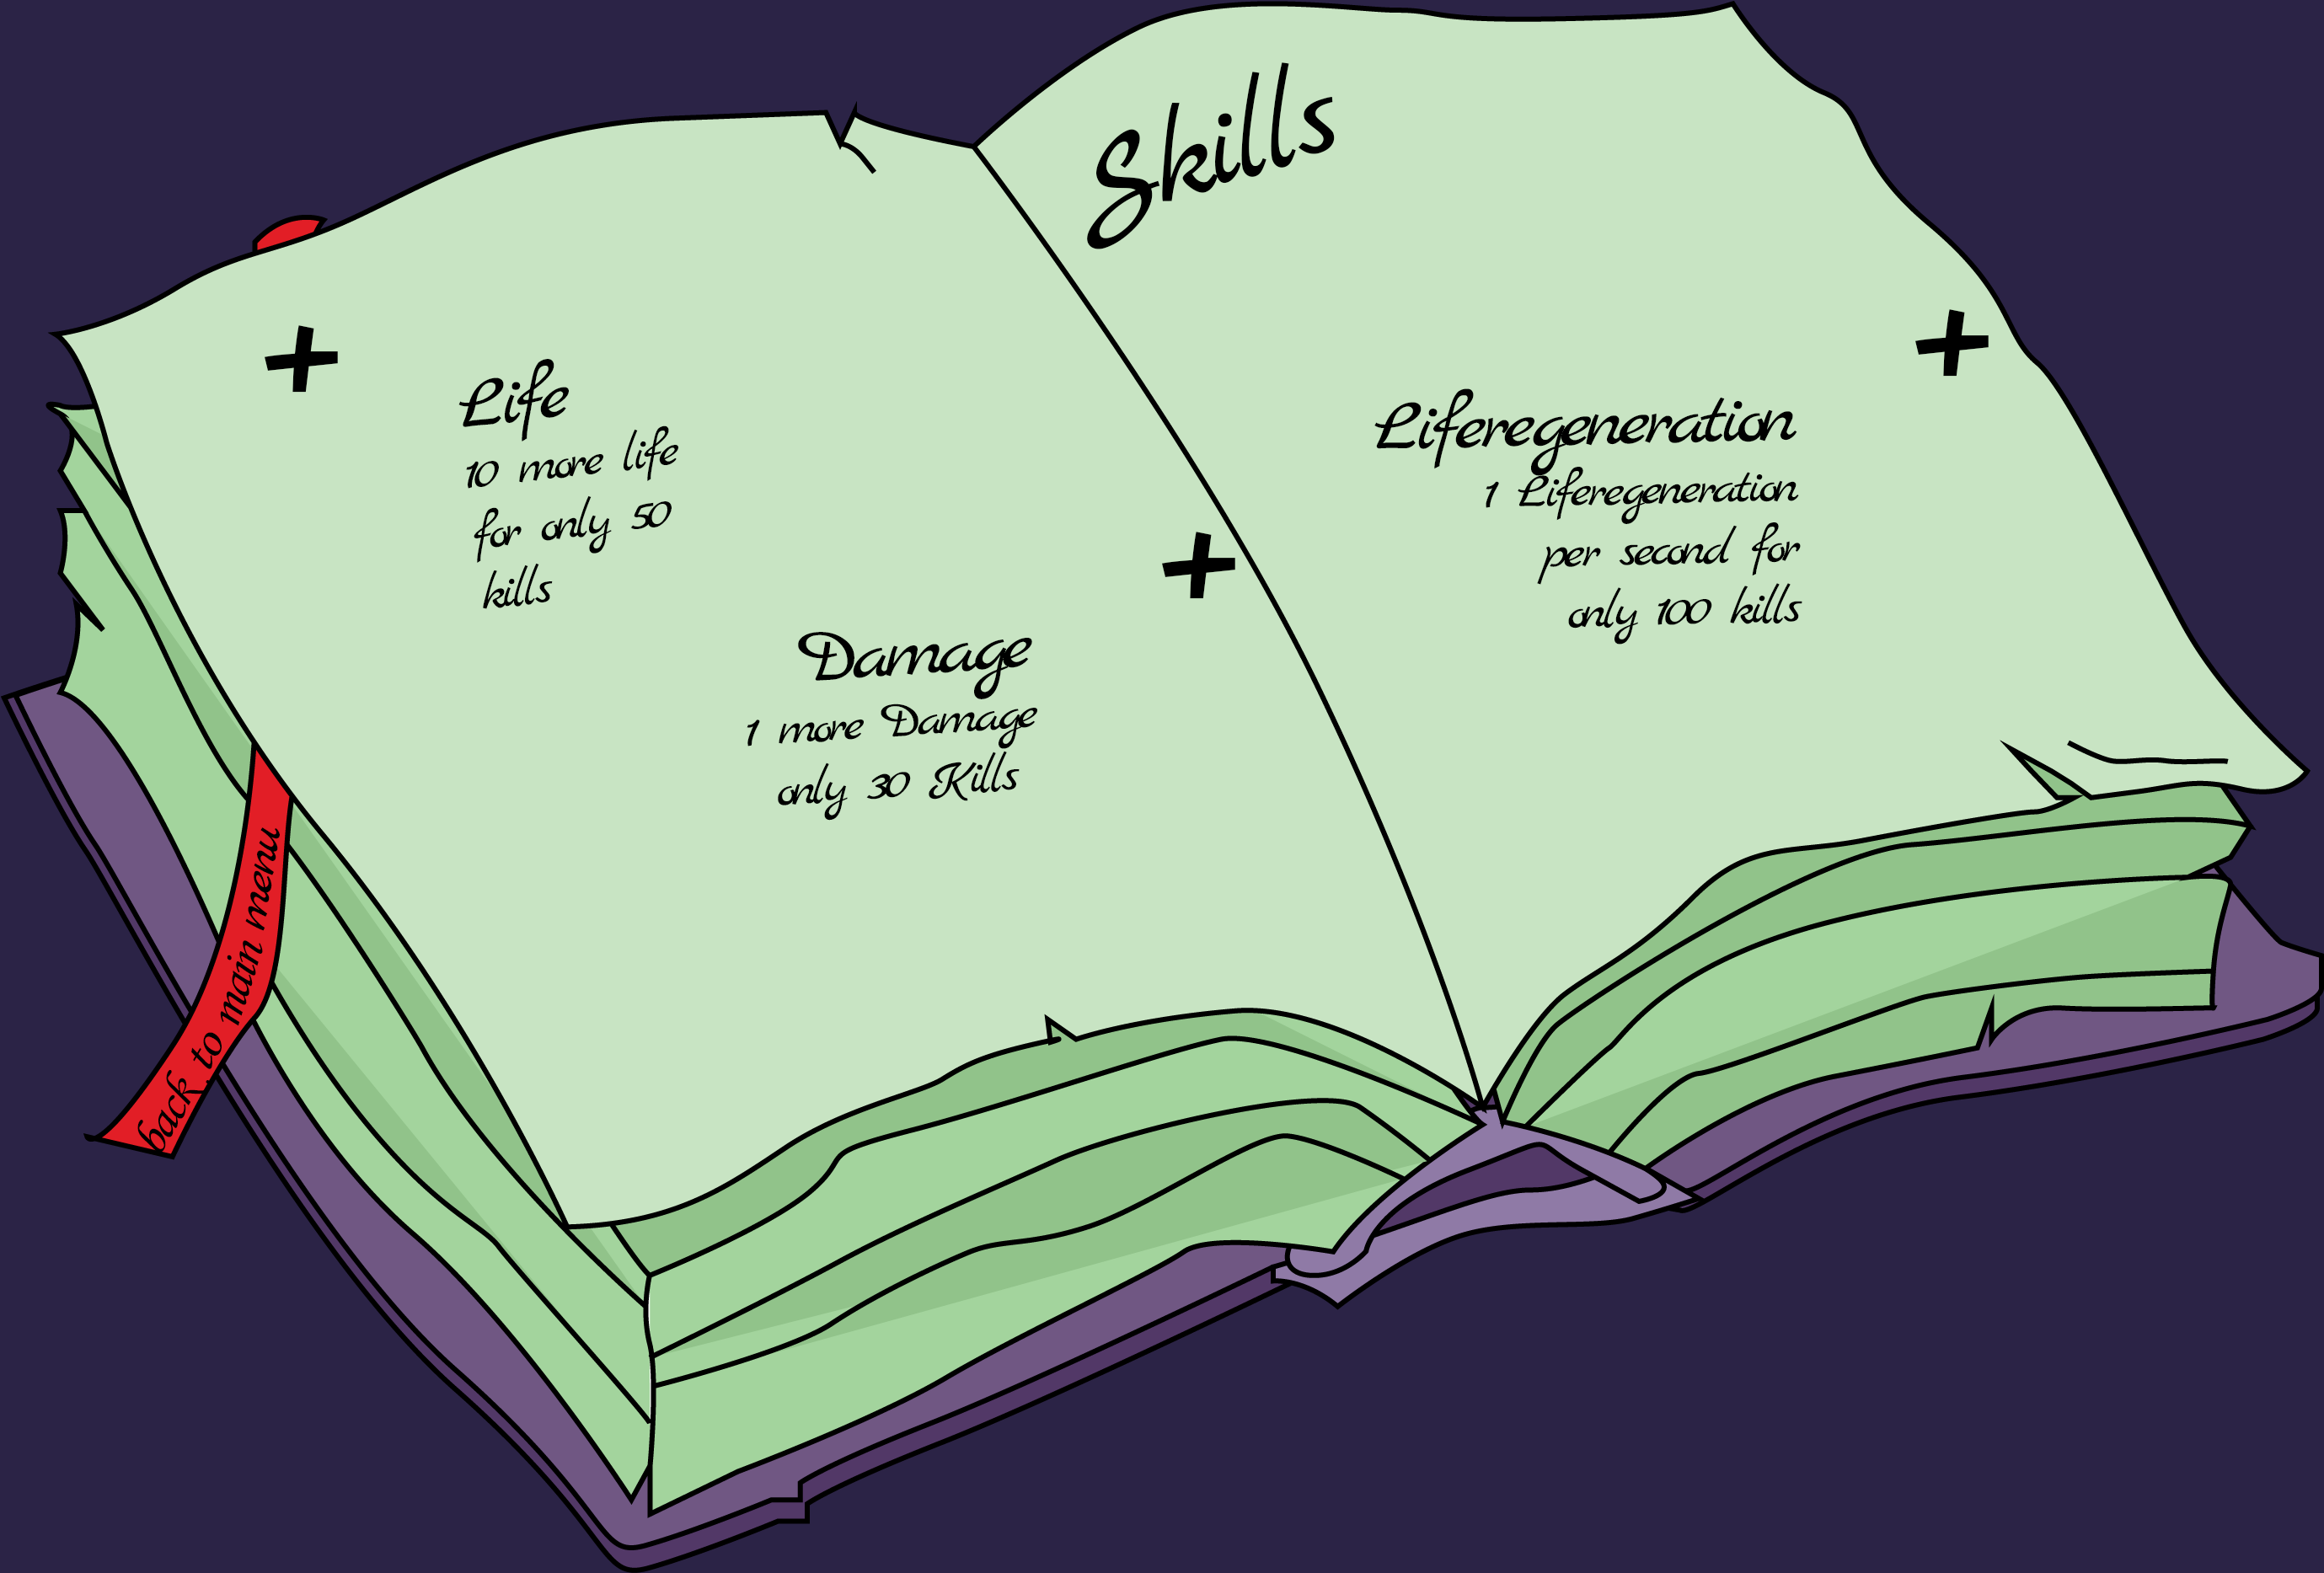 Skills
+
Life
10 more life
for only 50
kills
+
Damage
1 more Damage
only 30 Kills
+
Liferegeneration
1 Liferegeneration
per second for
only 100 kills
back to main menu